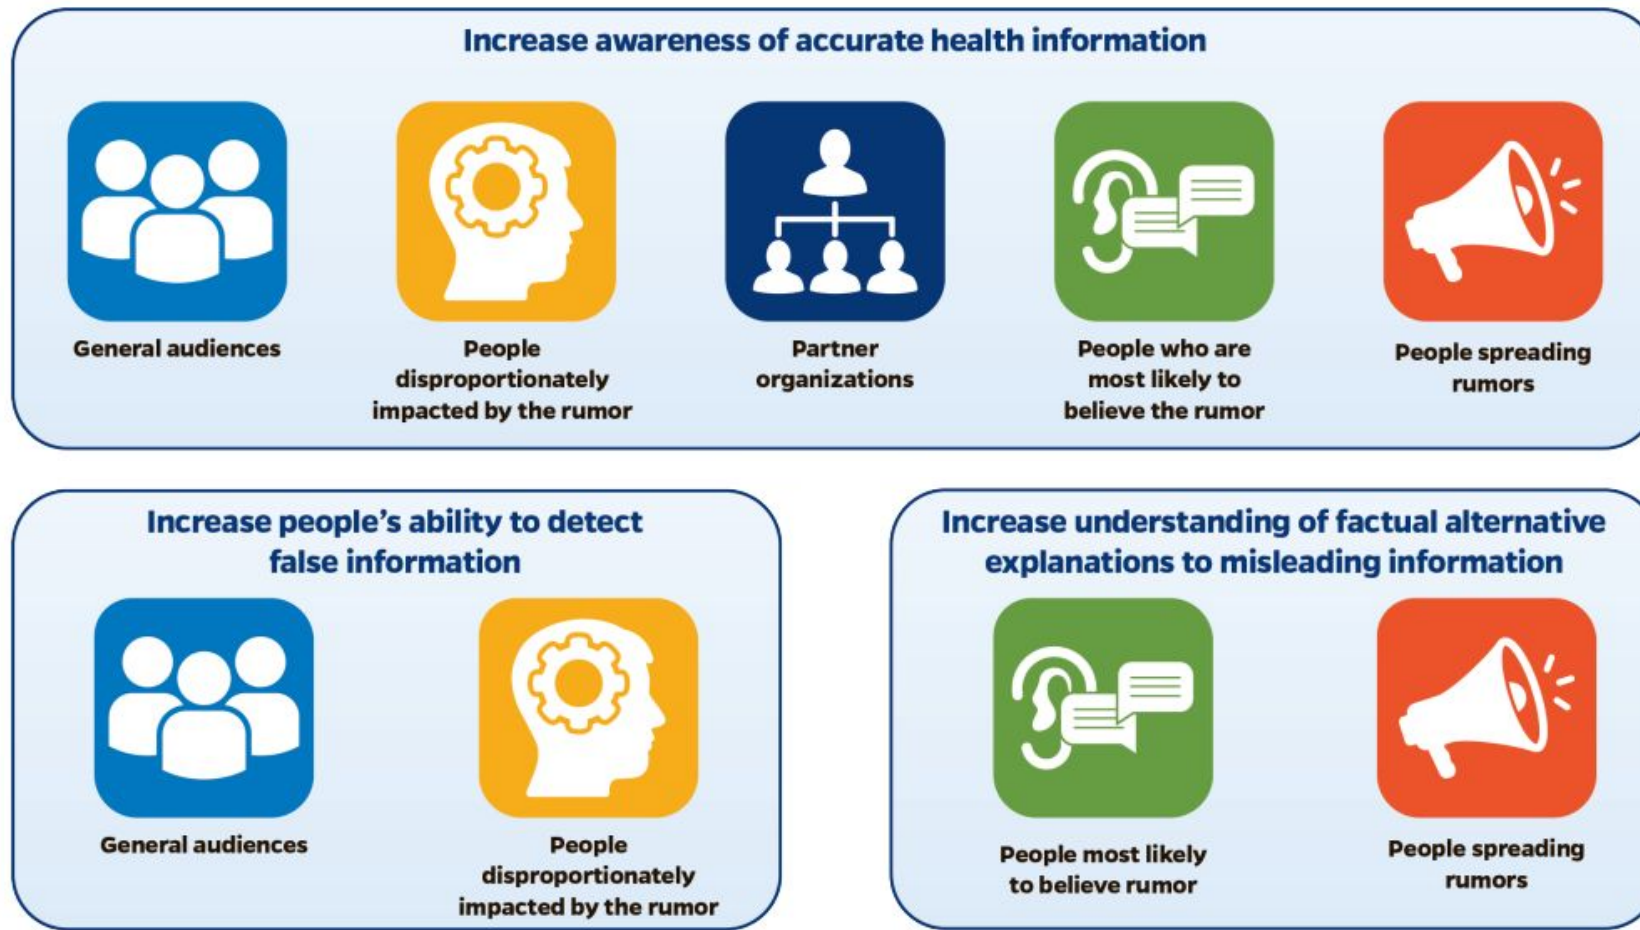 Increase awareness of accurate health information
General audiences
People
disproportionately
impacted by the rumor
Partner
organizations
People who are
most likely to
believe the rumor
People spreading
rumors
Increase people’s ability to detect
false information
General audiences
People
disproportionately
impacted by the rumor
Increase understanding of factual alternative
explanations to misleading information
People most likely
to believe rumor
People spreading
rumors